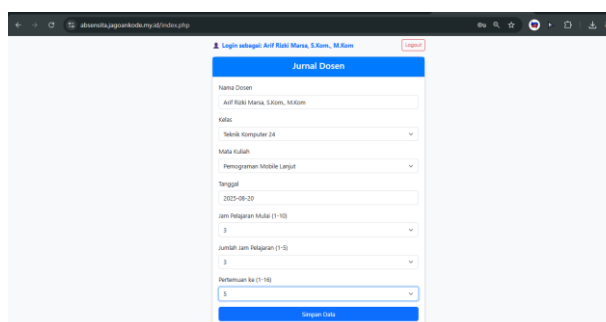 absensita.jagoankode.my.id/index.php
Login sebagai: Arif Rizki Marsa, S.Kom., M.Kom
Logout
Jurnal Dosen
Nama Dosen
Arif Rizki Marsa, S.Kom., M.Kom
Kelas
Teknik Komputer 24
Mata Kuliah
Pemograman Mobile Lanjut
Tanggal
2025-08-20
Jam Pelajaran Mulai (1-10)
3
Jumlah Jam Pelajaran (1-5)
3
Pertemuan ke (1-16)
5
Simpan Data